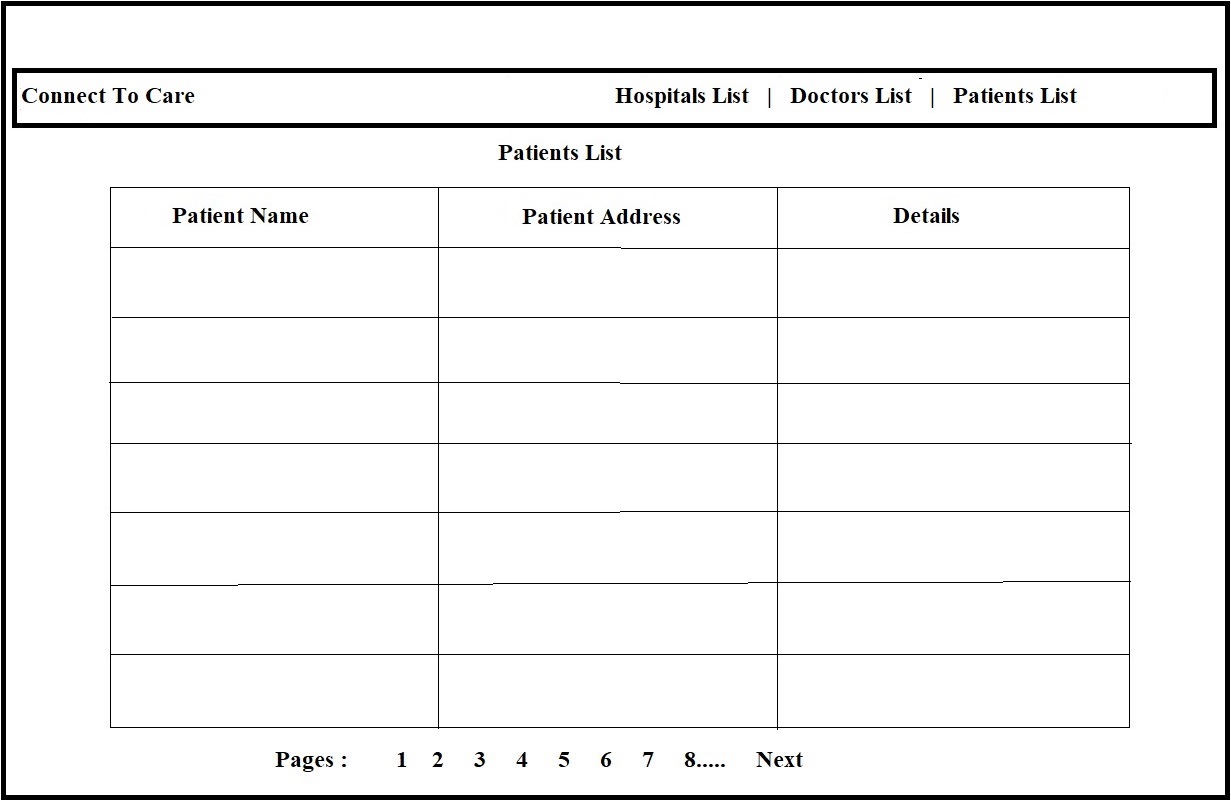 Connect To Care Hospitals List | Doctors List | Patients List
Patients List
Patient Name Patient Address Details
Pages : 1 2 3 4 5 6 7 8..... Next